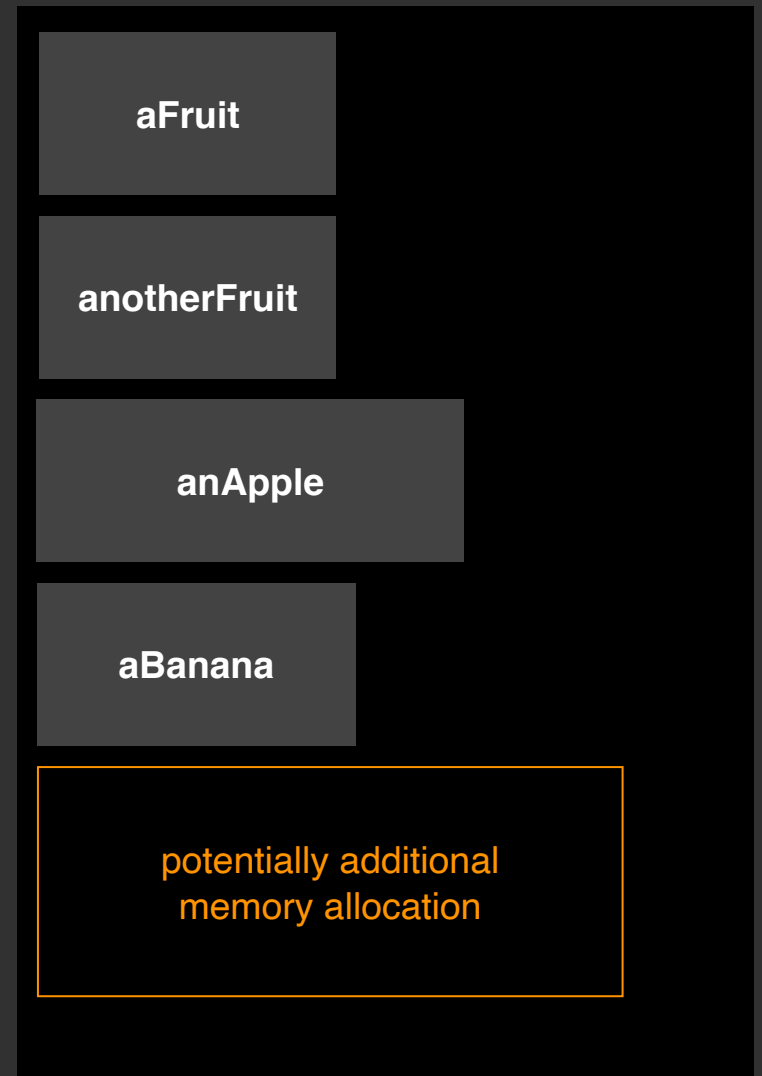 aFruit
anotherFruit
anApple
aBanana
potentially additional
memory allocation